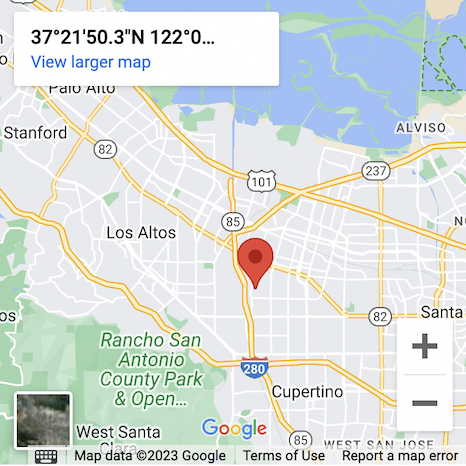 37°21'50.3"N 122°0...
View larger map
Palo Alto
Stanford
ALVISO
82
237
101
85
Los Altos
Santa
82
Rancho San
Antonio
County Park
& Open...
280
Cupertino
Google
85
West Santa
Clara
WEST SAN JOSE
Map data ©2023 Google
Terms of Use
Report a map error